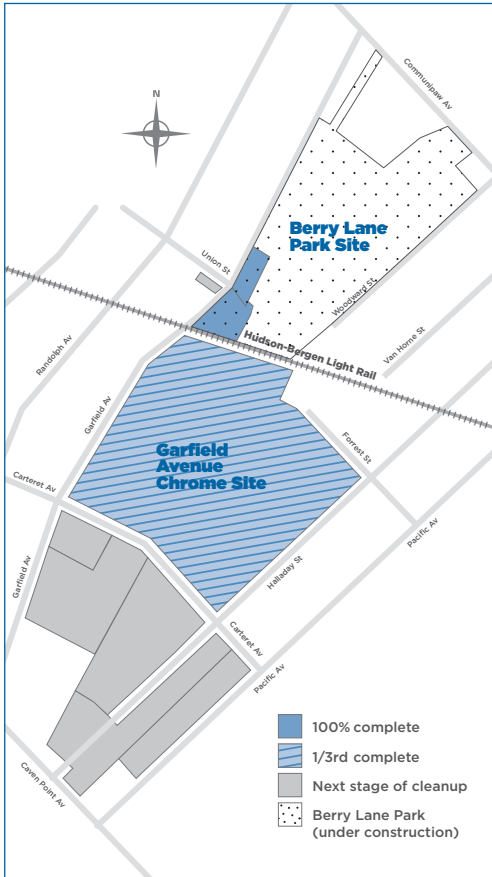 Communipaw Av
N
Berry Lane
Park Site
Union St
Woodward St
Hudson-Bergen Light Rail
Van Horne St
Randolph Av
Garfield Av
Forrest St
Garfield
Avenue
Chrome Site
Carteret Av
Pacific Av
Garfield Av
Halladay St
Carteret Av
Pacific Av
Caven Point Av
100% complete
1/3rd complete
Next stage of cleanup
Berry Lane Park
(under construction)